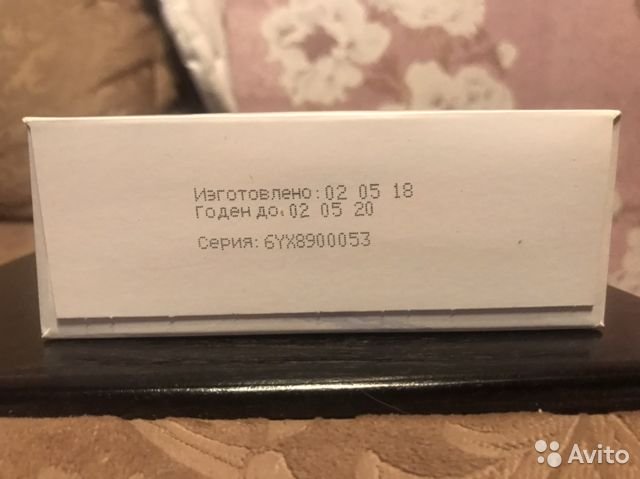 Изготовлено: 02 05 18
Годен до: 02 05 20
Серия: 6YX8900053
Avito